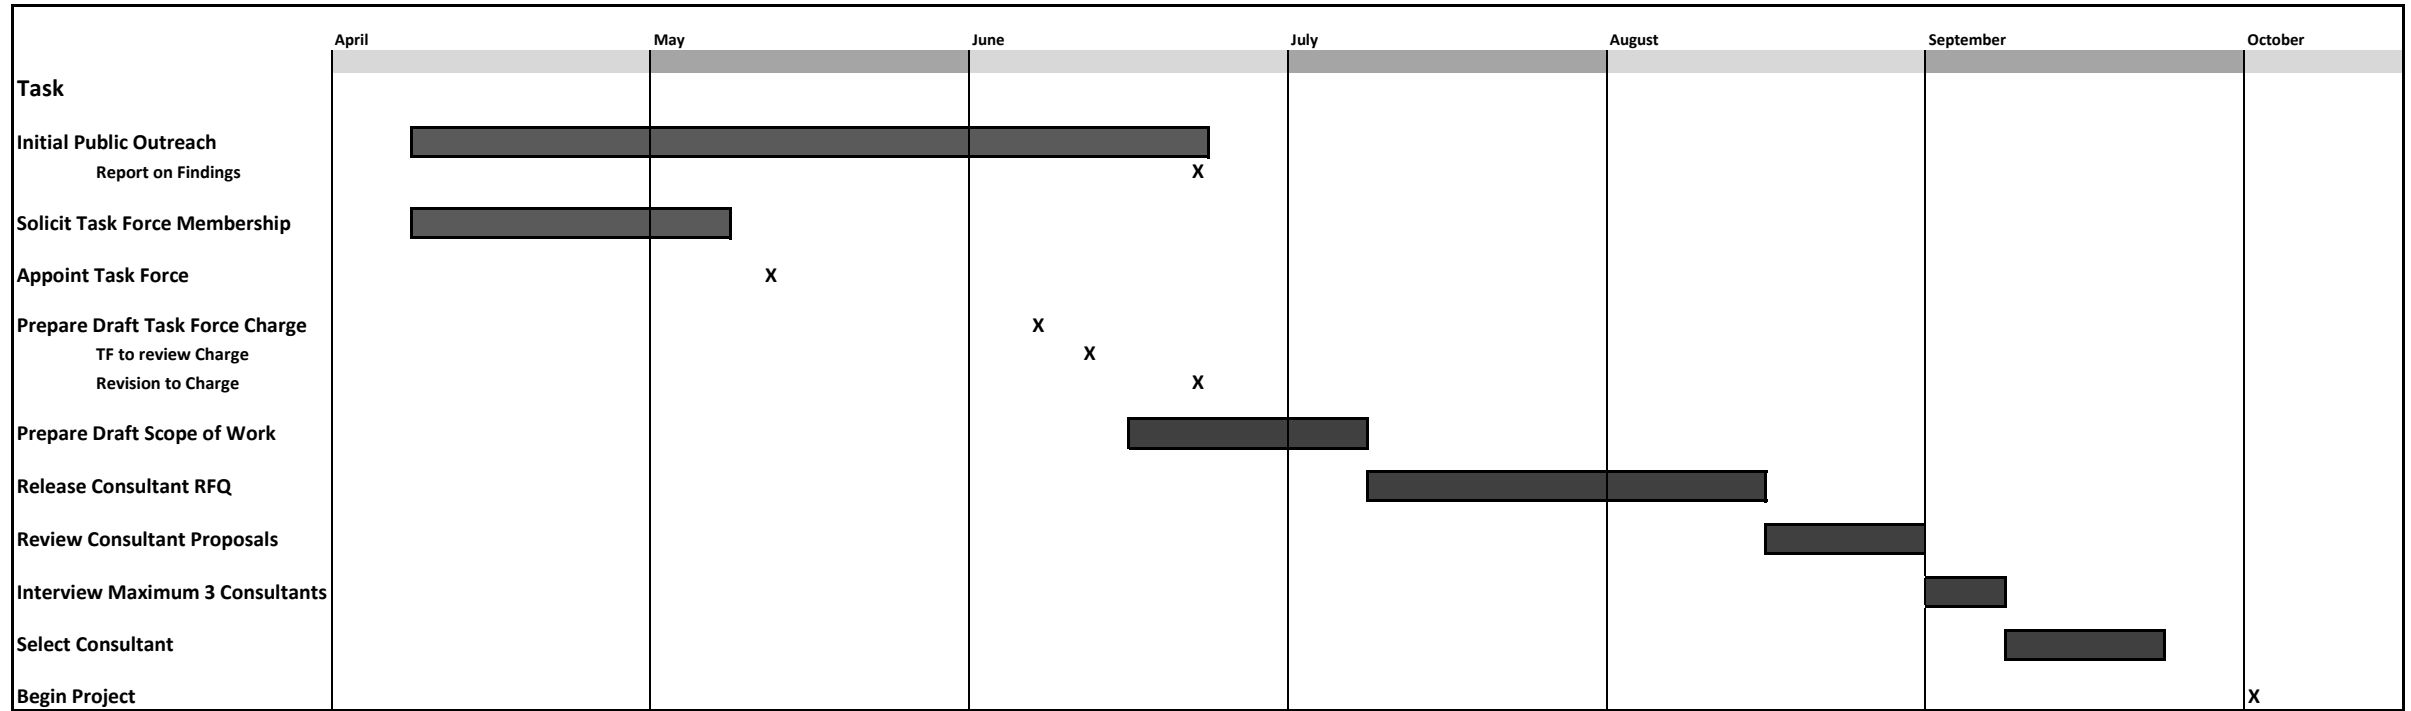 April May June July August September October
Task
Initial Public Outreach
Report on Findings X
Solicit Task Force Membership
Appoint Task Force X
Prepare Draft Task Force Charge X
TF to review Charge X
Revision to Charge X
Prepare Draft Scope of Work
Release Consultant RFQ
Review Consultant Proposals
Interview Maximum 3 Consultants
Select Consultant
Begin Project X